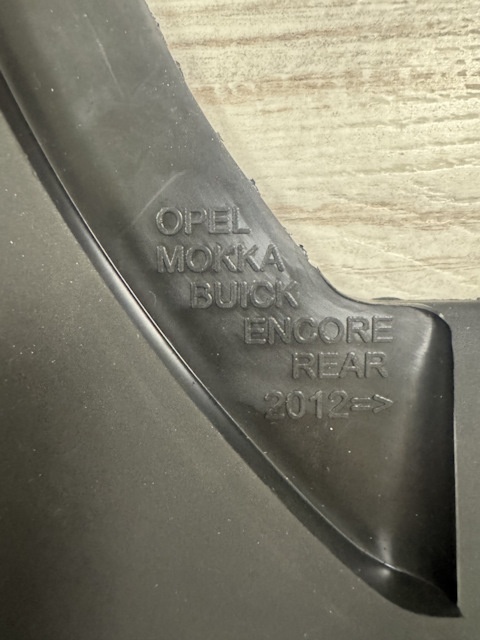 OPEL
MOKKA
BUICK
ENCORE
REAR
2012=>